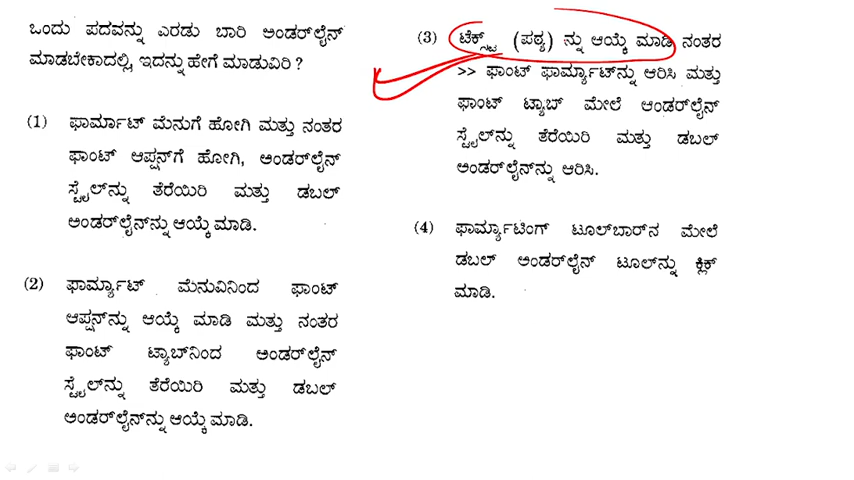 ಒಂದು ಪದವನ್ನು ಎರಡು ಬಾರಿ ಅಂಡರ್‌ಲೈನ್
ಮಾಡಬೇಕಾದಲ್ಲಿ, ಇದನ್ನು ಹೇಗೆ ಮಾಡುವಿರಿ ?
(1) ಫಾರ್ಮಾಟ್ ಮೆನುಗೆ ಹೋಗಿ ಮತ್ತು ನಂತರ
ಫಾಂಟ್ ಆಪ್ಷನ್‌ಗೆ ಹೋಗಿ, ಅಂಡರ್‌ಲೈನ್
ಸ್ಟೈಲ್‌ನ್ನು ತೆರೆಯಿರಿ ಮತ್ತು ಡಬಲ್
ಅಂಡರ್‌ಲೈನ್‌ನ್ನು ಆಯ್ಕೆ ಮಾಡಿ.
(2) ಫಾರ್ಮ್ಯಾಟ್ ಮೆನುವಿನಿಂದ ಫಾಂಟ್
ಆಪ್ಷನ್‌ನ್ನು ಆಯ್ಕೆ ಮಾಡಿ ಮತ್ತು ನಂತರ
ಫಾಂಟ್ ಟ್ಯಾಬ್‌ನಿಂದ ಅಂಡರ್‌ಲೈನ್
ಸ್ಟೈಲ್‌ನ್ನು ತೆರೆಯಿರಿ ಮತ್ತು ಡಬಲ್
ಅಂಡರ್‌ಲೈನ್‌ನ್ನು ಆಯ್ಕೆ ಮಾಡಿ.
(3) ಟೆಕ್ಸ್ಟ್ (ಪಠ್ಯ) ನ್ನು ಆಯ್ಕೆ ಮಾಡಿ ನಂತರ
>> ಫಾಂಟ್ ಫಾರ್ಮ್ಯಾಟ್‌ನ್ನು ಆರಿಸಿ ಮತ್ತು
ಫಾಂಟ್ ಟ್ಯಾಬ್ ಮೇಲೆ ಆಂಡರ್‌ಲೈನ್
ಸ್ಟೈಲ್‌ನ್ನು ತೆರೆಯಿರಿ ಮತ್ತು ಡಬಲ್
ಅಂಡರ್‌ಲೈನ್‌ನ್ನು ಆರಿಸಿ.
(4) ಫಾರ್ಮ್ಯಾಟಿಂಗ್ ಟೂಲ್‌ಬಾರ್‌ನ ಮೇಲೆ
ಡಬಲ್ ಅಂಡರ್‌ಲೈನ್ ಟೂಲ್‌ನ್ನು ಕ್ಲಿಕ್
ಮಾಡಿ.